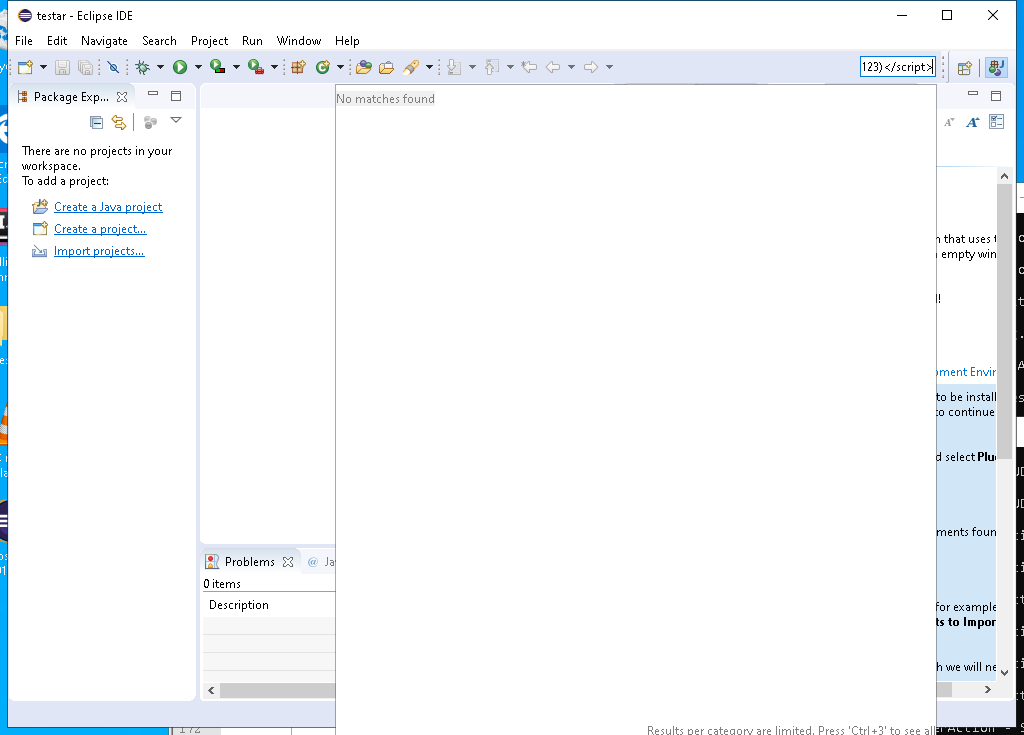 testar - Eclipse IDE
File Edit Navigate Search Project Run Window Help
123)</script>
Package Exp...
No matches found
There are no projects in your
workspace.
To add a project:
Create a Java project
Create a project...
Import projects...
that uses
empty win
ment Envir
to be install
to continue
d select Plu
ments foun
for example
ts to Impor
h we will ne
Problems
@ Ja
0 items
Description
Results per category are limited. Press 'Ctrl+3' to see all
172